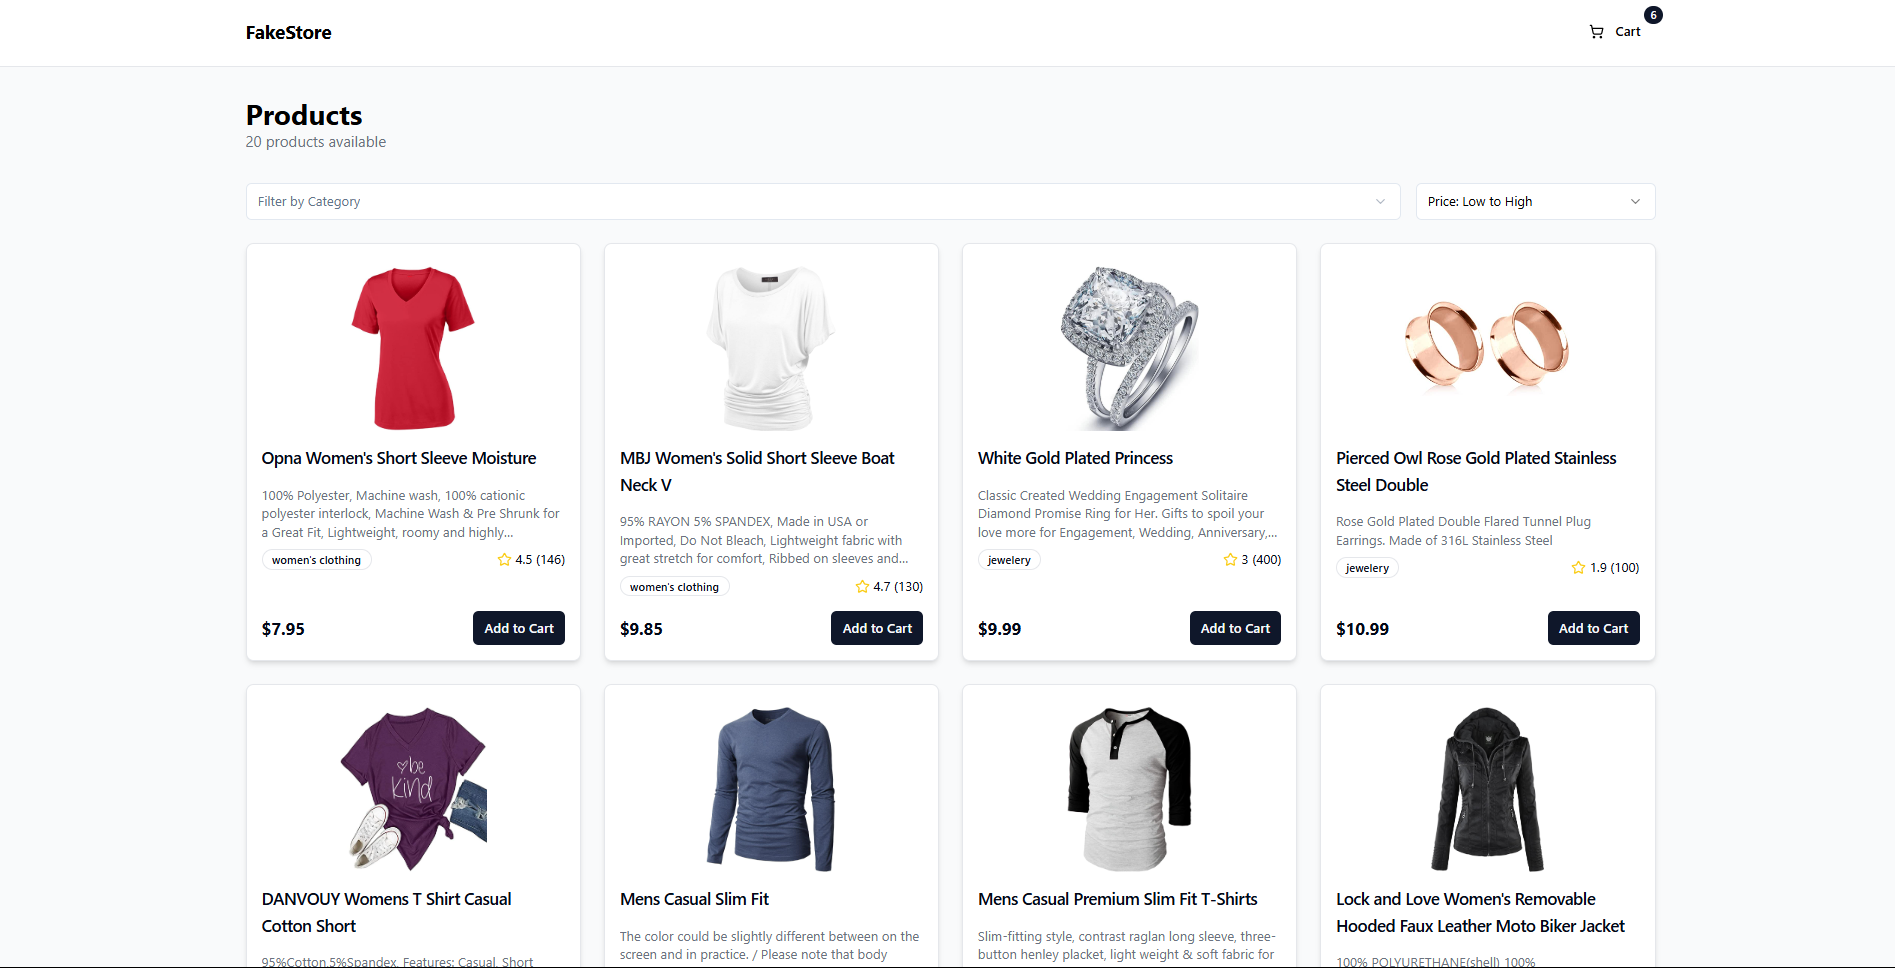 FakeStore
Cart
6
Products
20 products available
Filter by Category
Price: Low to High
Opna Women's Short Sleeve Moisture
100% Polyester, Machine wash, 100% cationic
polyester interlock, Machine Wash & Pre Shrunk for
a Great Fit, Lightweight, roomy and highly...
women's clothing
4.5 (146)
$7.95
Add to Cart
MBJ Women's Solid Short Sleeve Boat
Neck V
95% RAYON 5% SPANDEX, Made in USA or
Imported, Do Not Bleach, Lightweight fabric with
great stretch for comfort, Ribbed on sleeves and...
women's clothing
4.7 (130)
$9.85
Add to Cart
White Gold Plated Princess
Classic Created Wedding Engagement Solitaire
Diamond Promise Ring for Her. Gifts to spoil your
love more for Engagement, Wedding, Anniversary,...
jewelery
3 (400)
$9.99
Add to Cart
Pierced Owl Rose Gold Plated Stainless
Steel Double
Rose Gold Plated Double Flared Tunnel Plug
Earrings. Made of 316L Stainless Steel
jewelery
1.9 (100)
$10.99
Add to Cart
be
kind
DANVOUY Womens T Shirt Casual
Cotton Short
95%Cotton,5%Spandex, Features: Casual, Short
Mens Casual Slim Fit
The color could be slightly different between on the
screen and in practice. / Please note that body
Mens Casual Premium Slim Fit T-Shirts
Slim-fitting style, contrast raglan long sleeve, three-
button henley placket, light weight & soft fabric for
Lock and Love Women's Removable
Hooded Faux Leather Moto Biker Jacket
100% POLYURETHANE(shell) 100%